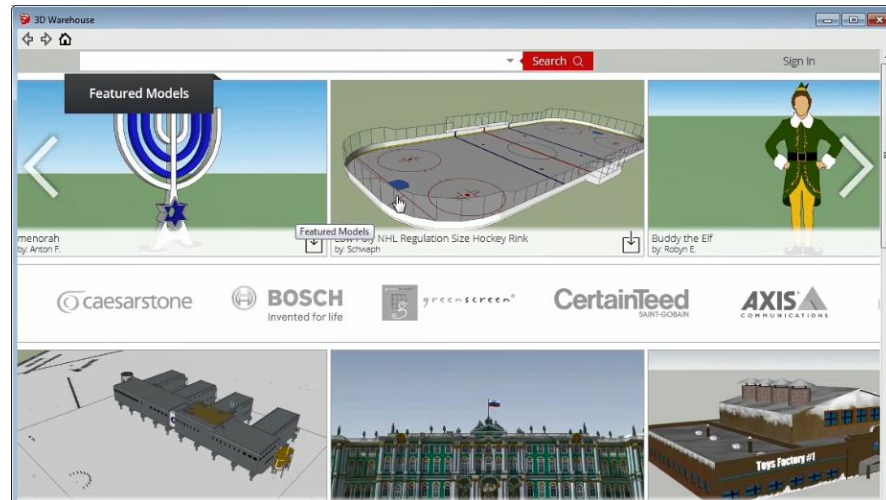 3D Warehouse
Search
Sign In
Featured Models
Featured Models
menorah
by: Anton F.
Low Poly NHL Regulation Size Hockey Rink
by: Schwaph
Buddy the Elf
by: Robyn E.
caesarstone
BOSCH
Invented for life
greenscreen
CertainTeed
SAINT-GOBAIN
AXIS
COMMUNICATIONS
Toys Factory #1